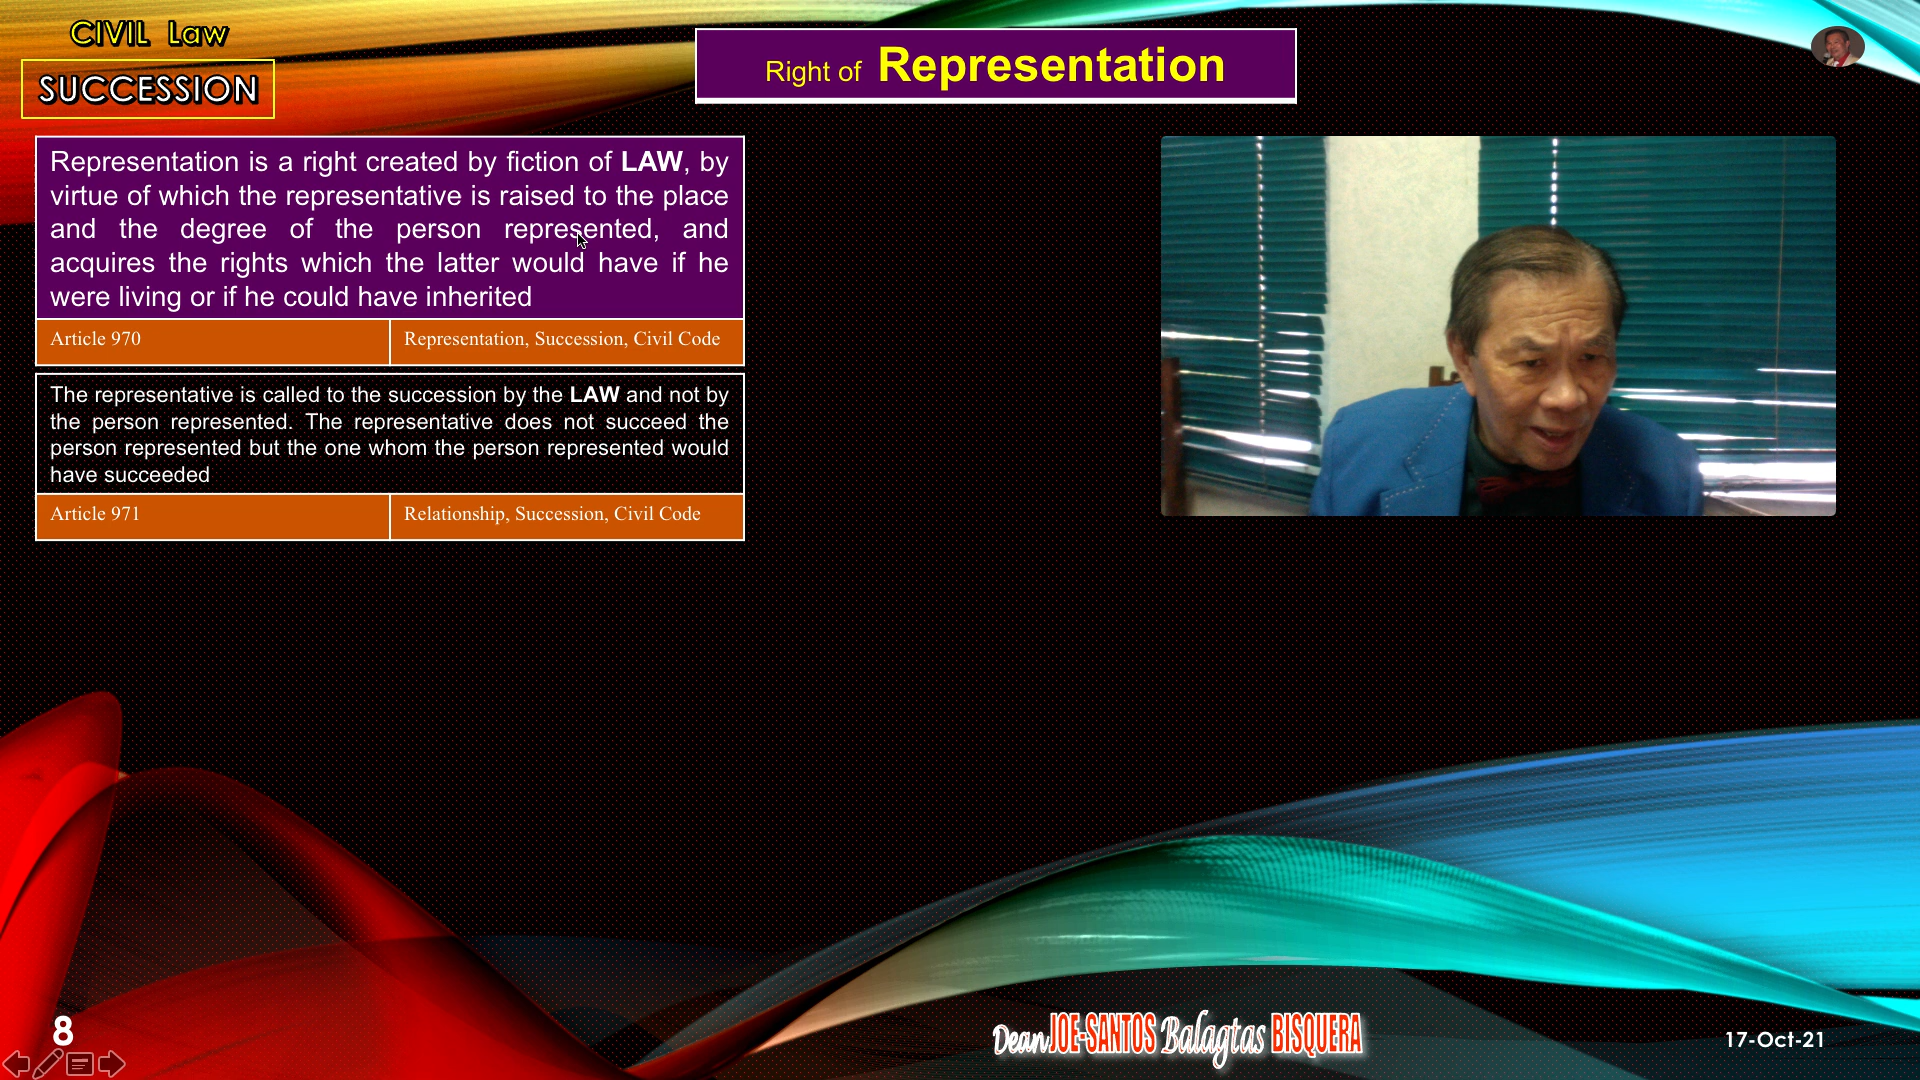 CIVIL Law
SUCCESSION
Right of Representation
Representation is a right created by fiction of LAW, by
virtue of which the representative is raised to the place
and the degree of the person represented, and
acquires the rights which the latter would have if he
were living or if he could have inherited
Article 970
Representation, Succession, Civil Code
The representative is called to the succession by the LAW and not by
the person represented. The representative does not succeed the
person represented but the one whom the person represented would
have succeeded
Article 971
Relationship, Succession, Civil Code
8
Dean JOE-SANTOS Balagtas BISQUERA
17-Oct-21